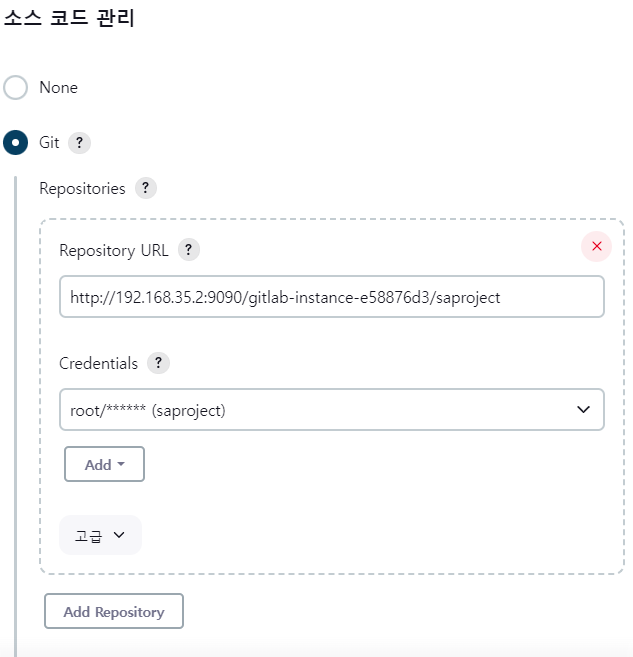 소스 코드 관리
None
Git ?
Repositories ?
Repository URL ?
http://192.168.35.2:9090/gitlab-instance-e58876d3/saproject
Credentials ?
root/****** (saproject)
Add
고급
Add Repository